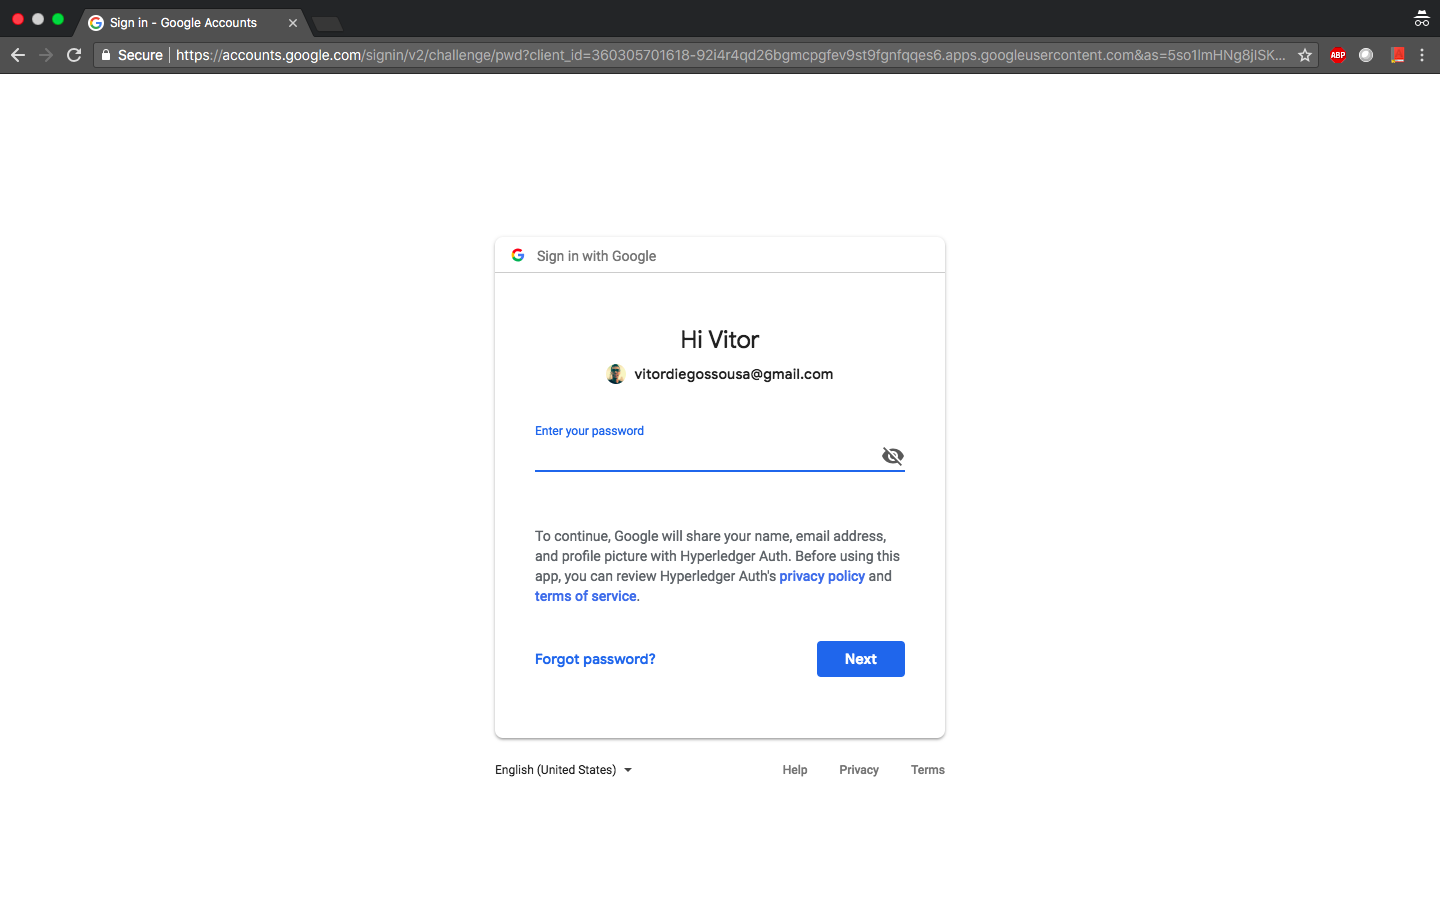 Sign in - Google Accounts
Secure https://accounts.google.com/signin/v2/challenge/pwd?client_id=360305701618-92i4r4qd26bgmcpgfev9st9fgnfqqes6.apps.googleusercontent.com&as=5so1lmHNg8jlSK...
ABP
Sign in with Google
Hi Vitor
vitordiegossousa@gmail.com
Enter your password
To continue, Google will share your name, email address,
and profile picture with Hyperledger Auth. Before using this
app, you can review Hyperledger Auth's privacy policy and
terms of service.
Forgot password?
Next
English (United States)
Help Privacy Terms